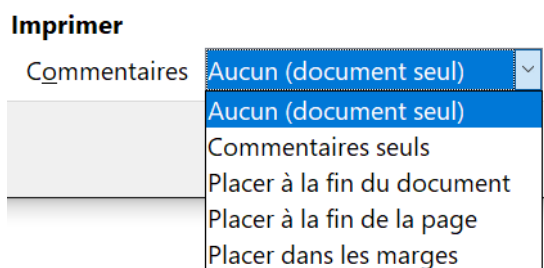 Imprimer
Commentaires Aucun (document seul)
Aucun (document seul)
Commentaires seuls
Placer à la fin du document
Placer à la fin de la page
Placer dans les marges